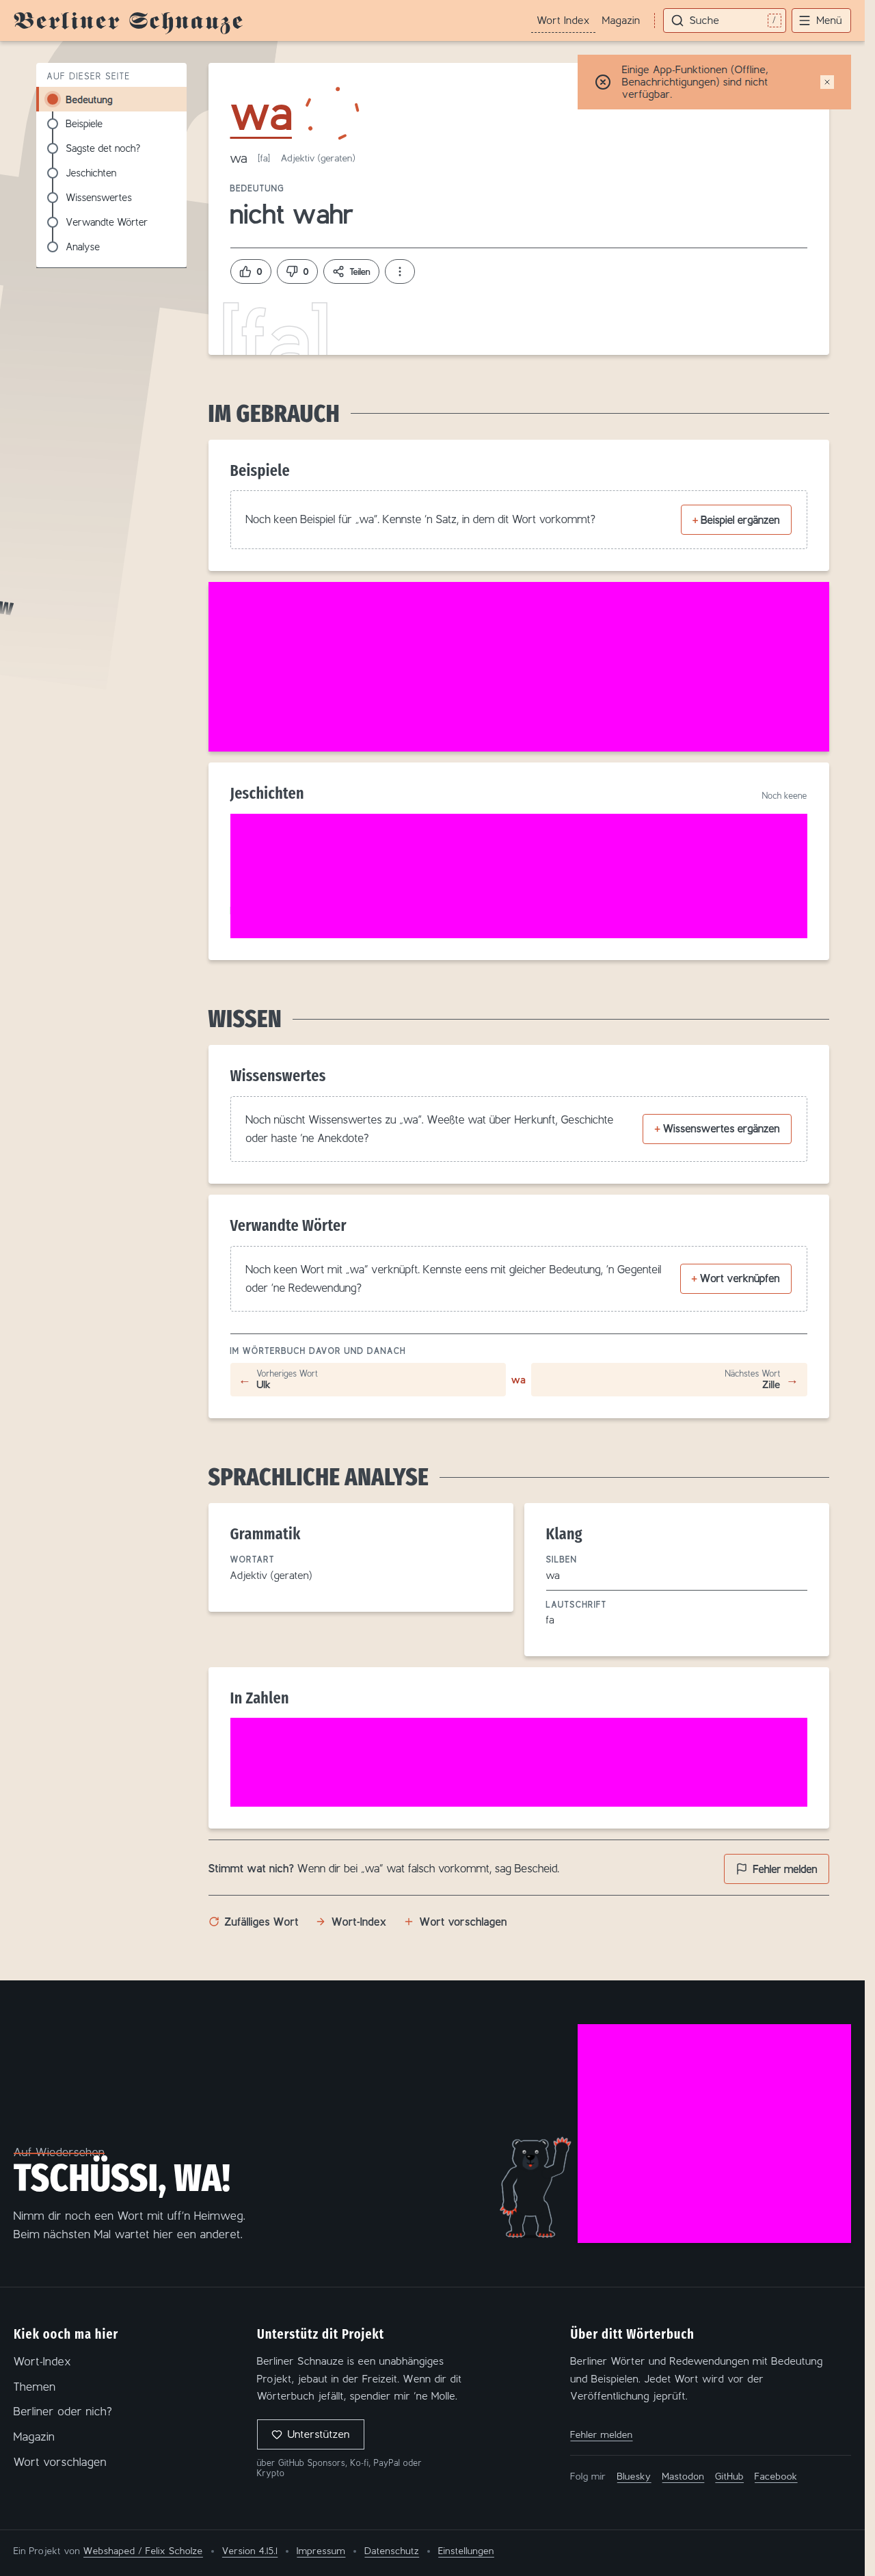 Berliner Schnauze
Wort Index
Magazin
Suche
/
Menü
AUF DIESER SEITE
Bedeutung
Beispiele
Sagste det noch?
Jeschichten
Wissenswertes
Verwandte Wörter
Analyse
Einige App-Funktionen (Offline,
Benachrichtigungen) sind nicht
verfügbar.
wa
wa [fa] Adjektiv (geraten)
BEDEUTUNG
nicht wahr
0
0
Teilen
[fa]
W
IM GEBRAUCH
Beispiele
Noch keen Beispiel für „wa“. Kennste ’n Satz, in dem dit Wort vorkommt?
+ Beispiel ergänzen
Jeschichten
Noch keene
WISSEN
Wissenswertes
Noch nüscht Wissenswertes zu „wa“. Weeßte wat über Herkunft, Geschichte
oder haste ’ne Anekdote?
+ Wissenswertes ergänzen
Verwandte Wörter
Noch keen Wort mit „wa“ verknüpft. Kennste eens mit gleicher Bedeutung, ’n Gegenteil
oder ’ne Redewendung?
+ Wort verknüpfen
IM WÖRTERBUCH DAVOR UND DANACH
← Vorheriges Wort
Ulk
wa
Nächstes Wort →
Zille
SPRACHLICHE ANALYSE
Grammatik
WORTART
Adjektiv (geraten)
Klang
SILBEN
wa
LAUTSCHRIFT
fa
In Zahlen
Stimmt wat nich? Wenn dir bei „wa“ wat falsch vorkommt, sag Bescheid.
Fehler melden
Zufälliges Wort
→ Wort-Index
+ Wort vorschlagen
Auf Wiedersehen
TSCHÜSSI, WA!
Nimm dir noch een Wort mit uff’n Heimweg.
Beim nächsten Mal wartet hier een anderet.
Kiek ooch ma hier
Wort-Index
Themen
Berliner oder nich?
Magazin
Wort vorschlagen
Unterstütz dit Projekt
Berliner Schnauze is een unabhängiges
Projekt, jebaut in der Freizeit. Wenn dir dit
Wörterbuch jefällt, spendier mir ’ne Molle.
Unterstützen
über GitHub Sponsors, Ko-fi, PayPal oder
Krypto
Über ditt Wörterbuch
Berliner Wörter und Redewendungen mit Bedeutung
und Beispielen. Jedet Wort wird vor der
Veröffentlichung jeprüft.
Fehler melden
Folg mir Bluesky Mastodon GitHub Facebook
Ein Projekt von Webshaped / Felix Scholze • Version 4.15.1 • Impressum • Datenschutz • Einstellungen